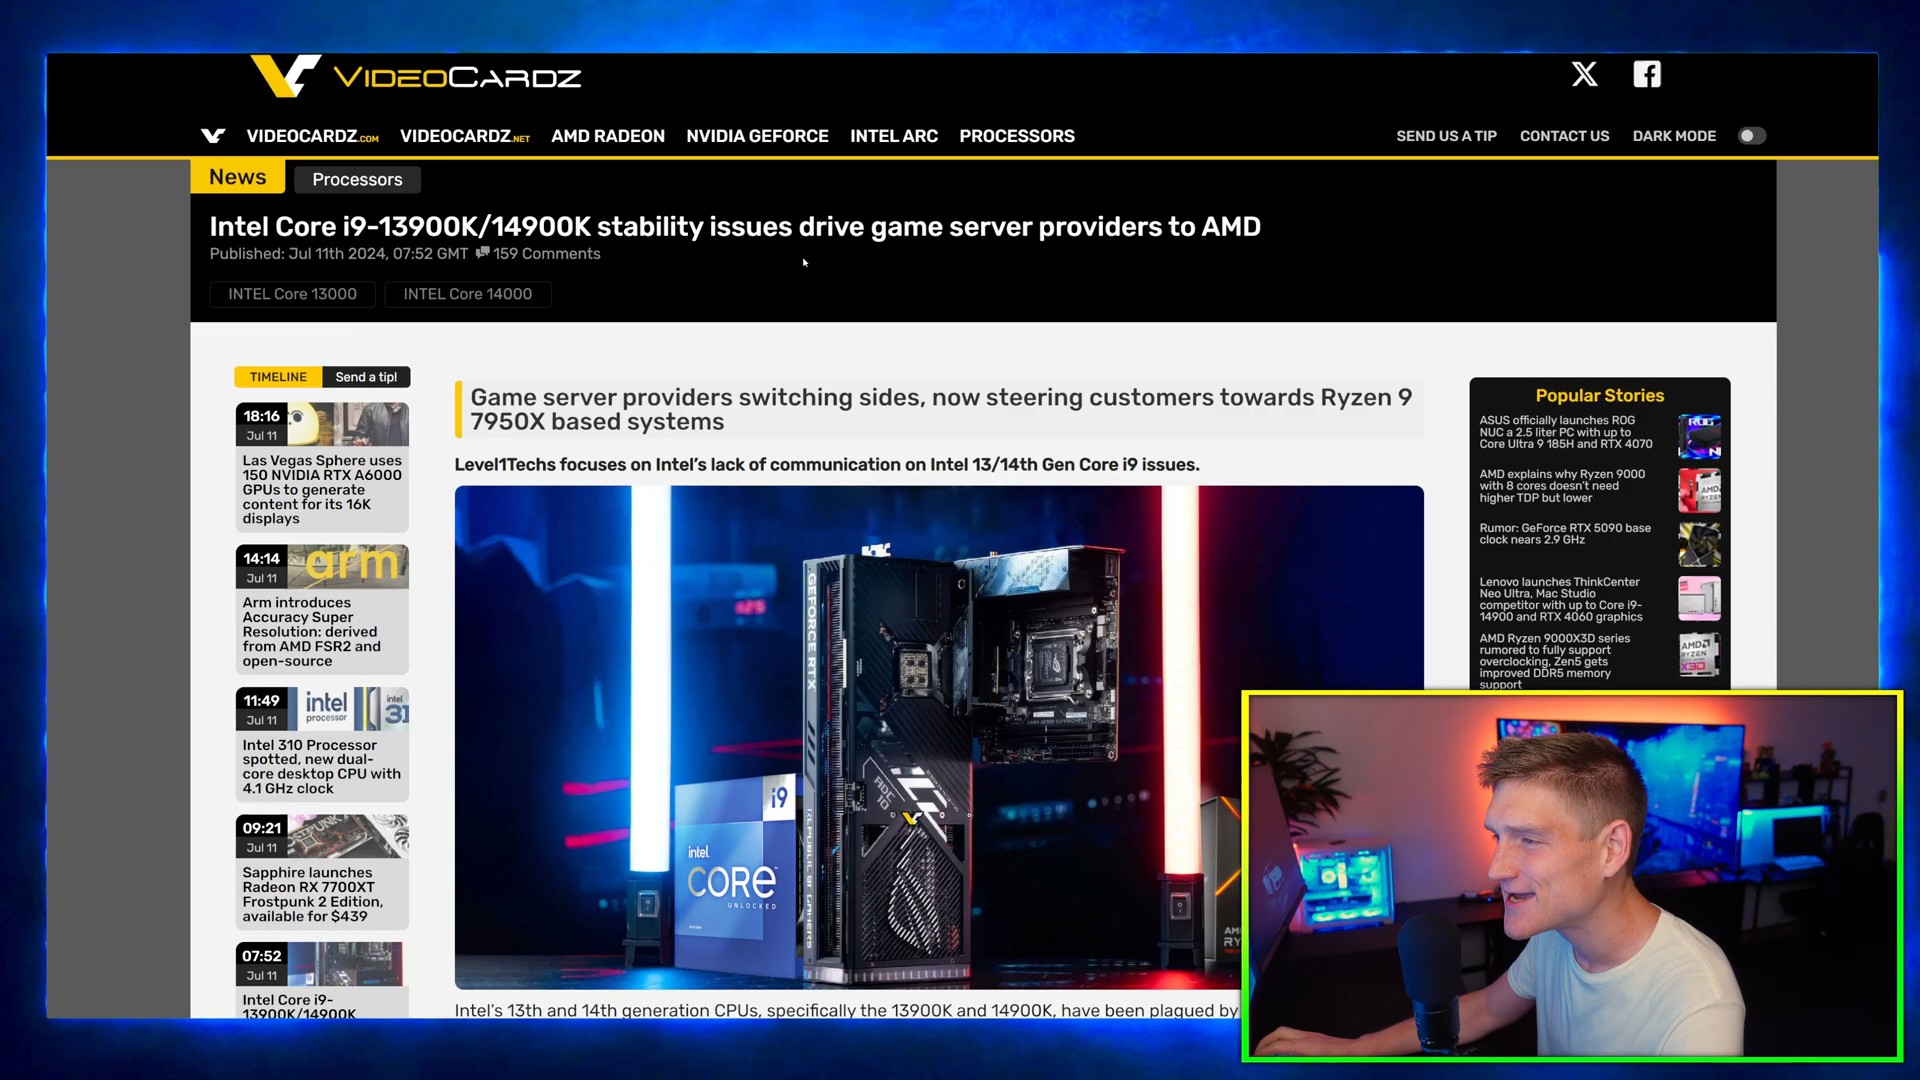 VIDEOCARDZ
VIDEOCARDZ.COM VIDEOCARDZ.NET AMD RADEON NVIDIA GEFORCE INTEL ARC PROCESSORS SEND US A TIP CONTACT US DARK MODE
News Processors
Intel Core i9-13900K/14900K stability issues drive game server providers to AMD
Published: Jul 11th 2024, 07:52 GMT 159 Comments
INTEL Core 13000 INTEL Core 14000
TIMELINE Send a tip!
18:16
Jul 11
Las Vegas Sphere uses
150 NVIDIA RTX A6000
GPUs to generate
content for its 16K
displays
14:14
Jul 11
arm
Arm introduces
Accuracy Super
Resolution: derived
from AMD FSR2 and
open-source
11:49
Jul 11
intel
processor
intel
31
Intel 310 Processor
spotted, new dual-
core desktop CPU with
4.1 GHz clock
09:21
Jul 11
Sapphire launches
Radeon RX 7700XT
Frostpunk 2 Edition,
available for $439
07:52
Jul 11
Intel Core i9-
13900K/14900K
Game server providers switching sides, now steering customers towards Ryzen 9
7950X based systems
Level1Techs focuses on Intel's lack of communication on Intel 13/14th Gen Core i9 issues.
GEFORCE RTX
REPUBLIC OF GAMERS
i9
intel.
CORE
UNLOCKED
AM
RY
Intel's 13th and 14th generation CPUs, specifically the 13900K and 14900K, have been plagued by
Popular Stories
ASUS officially launches ROG
NUC a 2.5 liter PC with up to
Core Ultra 9 185H and RTX 4070
ROG
AMD explains why Ryzen 9000
with 8 cores doesn't need
higher TDP but lower
AMD
RYZEN
Rumor: GeForce RTX 5090 base
clock nears 2.9 GHz
Lenovo launches ThinkCenter
Neo Ultra, Mac Studio
competitor with up to Core i9-
14900 and RTX 4060 graphics
AMD Ryzen 9000X3D series
rumored to fully support
overclocking, Zen5 gets
improved DDR5 memory
support
AMD
RYZEN
X3D